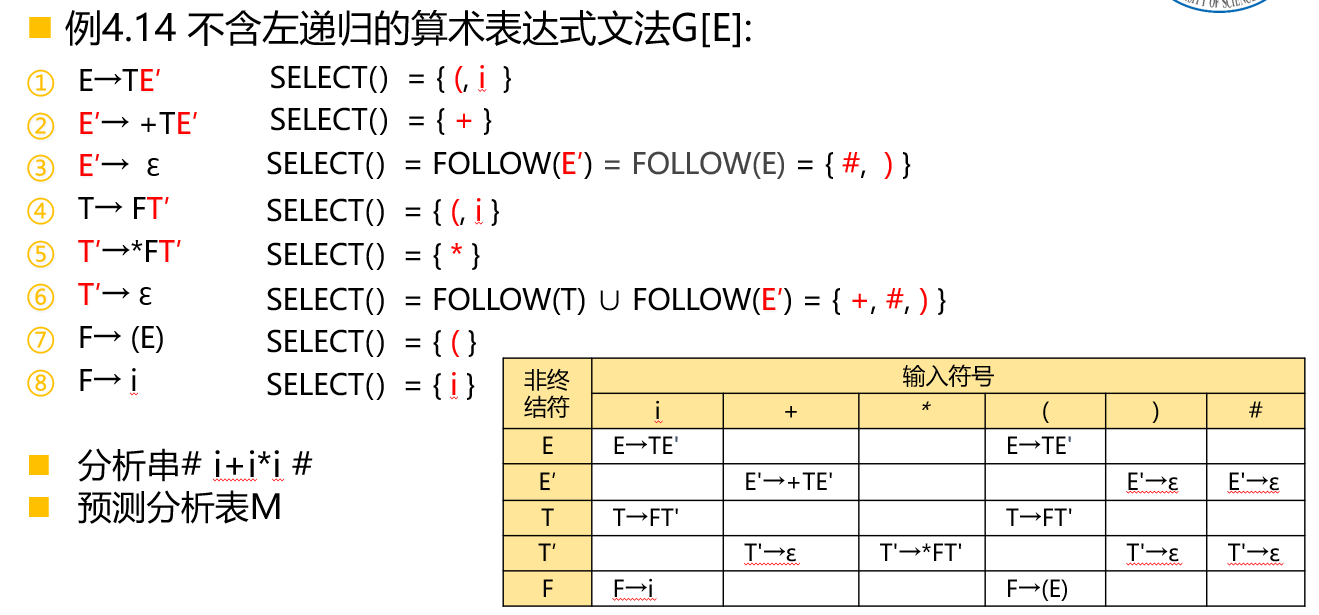 UNIVERSITY OF SCIENCE
例4.14 不含左递归的算术表达式文法G[E]:
① E→TE’ SELECT() = { (, i }
② E’→ +TE’ SELECT() = { + }
③ E’→ ε SELECT() = FOLLOW(E’) = FOLLOW(E) = { #, ) }
④ T→ FT’ SELECT() = { (, i }
⑤ T’→*FT’ SELECT() = { * }
⑥ T’→ ε SELECT() = FOLLOW(T) ∪ FOLLOW(E’) = { +, #, ) }
⑦ F→ (E) SELECT() = { ( }
⑧ F→ i SELECT() = { i }
分析串# i+i*i #
预测分析表M
非终结符 输入符号
i + * ( ) #
E E→TE' E→TE'
E’ E'→+TE' E'→ε E'→ε
T T→FT' T→FT'
T’ T'→ε T'→*FT' T'→ε T'→ε
F F→i F→(E)